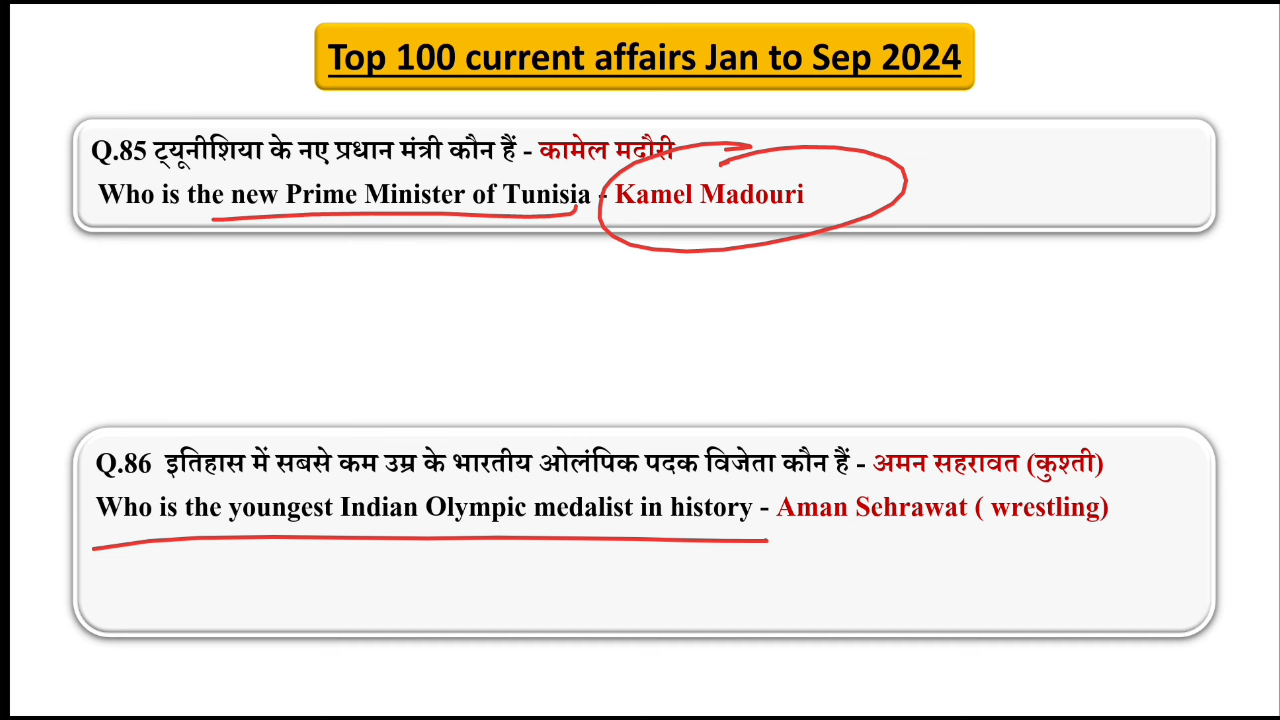 Top 100 current affairs Jan to Sep 2024
Q.85 ट्यूनीशिया के नए प्रधान मंत्री कौन हैं - कामेल मदौरी
Who is the new Prime Minister of Tunisia - Kamel Madouri
Q.86 इतिहास में सबसे कम उम्र के भारतीय ओलंपिक पदक विजेता कौन हैं - अमन सहरावत (कुश्ती)
Who is the youngest Indian Olympic medalist in history - Aman Sehrawat ( wrestling)